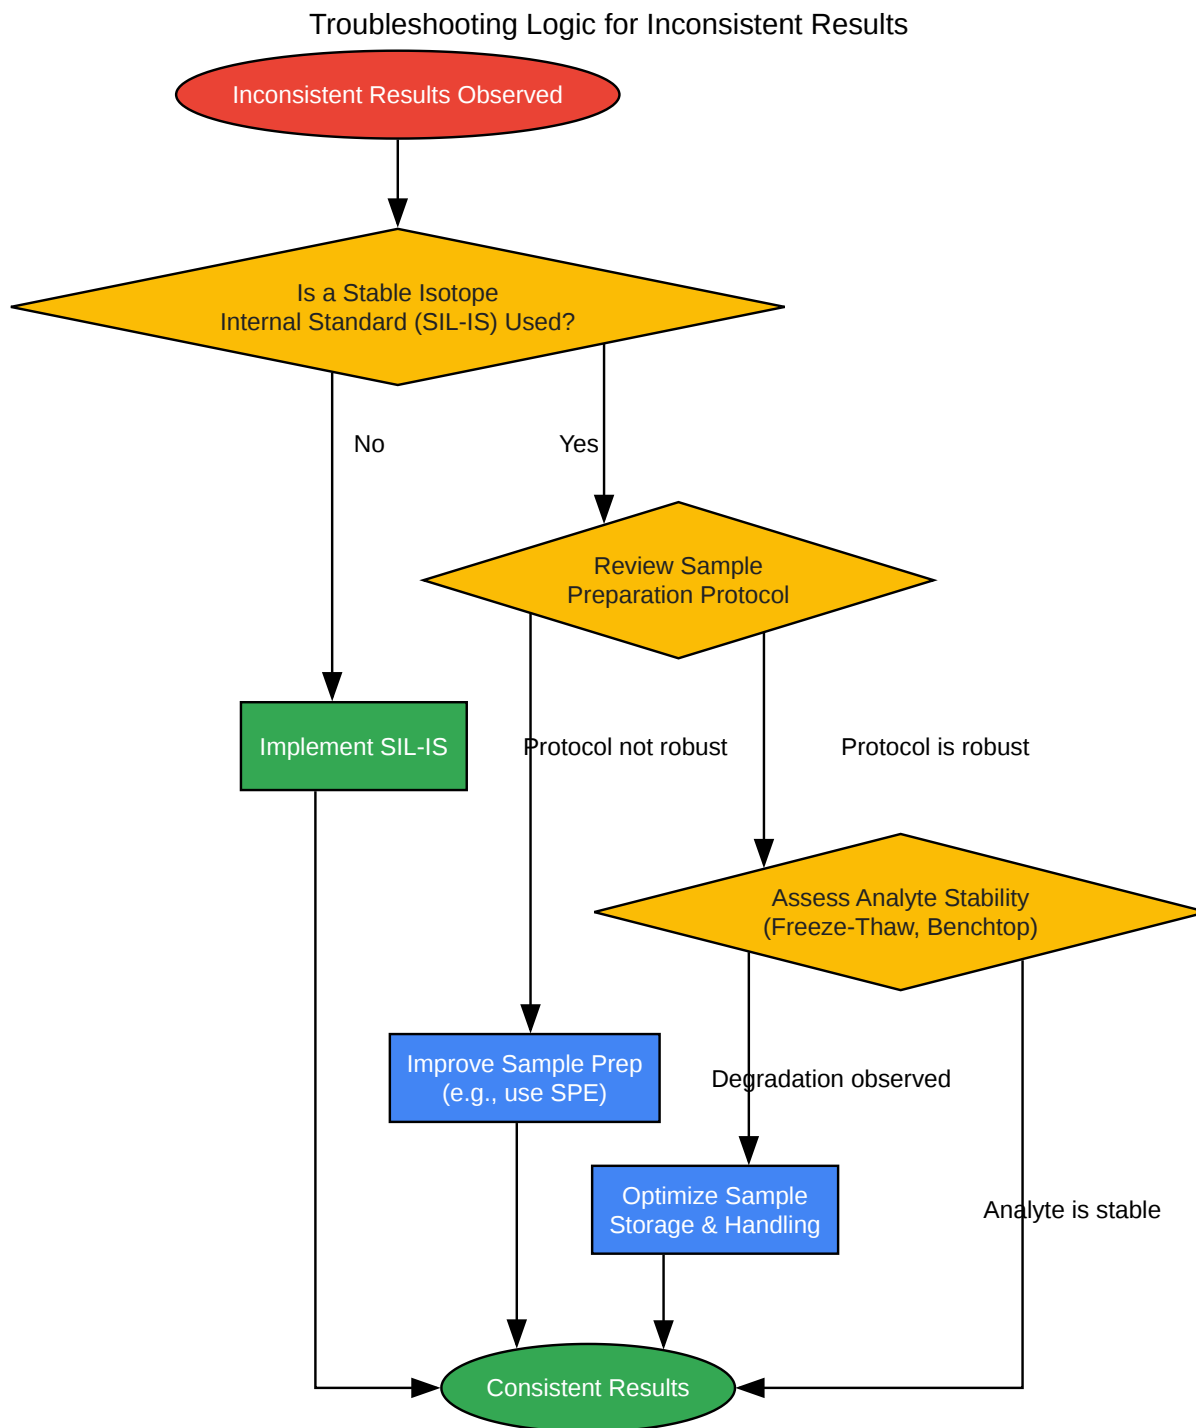 Troubleshooting Logic for Inconsistent Results
Inconsistent Results Observed
Is a Stable Isotope
Internal Standard (SIL-IS) Used?
No
Yes
Review Sample
Preparation Protocol
Implement SIL-IS
Protocol not robust
Protocol is robust
Assess Analyte Stability
(Freeze-Thaw, Benchtop)
Improve Sample Prep
(e.g., use SPE)
Degradation observed
Optimize Sample
Storage & Handling
Analyte is stable
Consistent Results